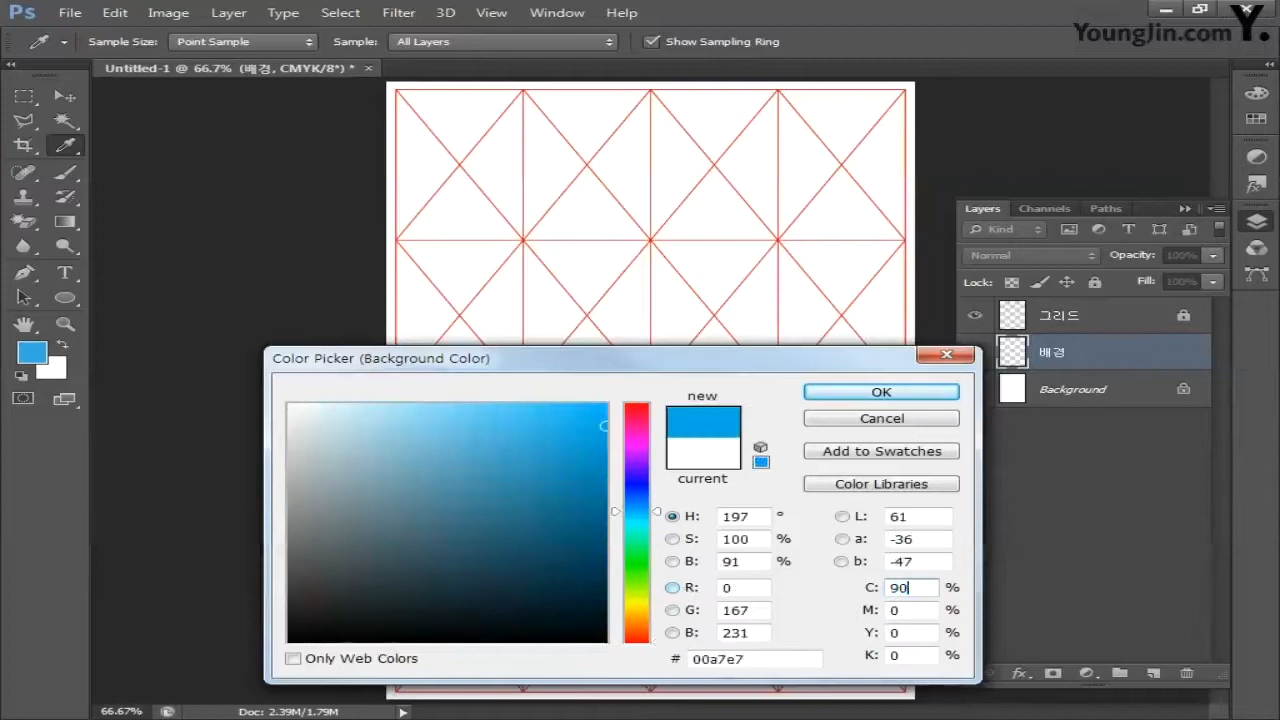 Ps File Edit Image Layer Type Select Filter 3D View Window Help
YoungJin.com Y.
Sample Size: Point Sample Sample: All Layers Show Sampling Ring
Untitled-1 @ 66.7% (배경, CMYK/8*) * ×
Layers Channels Paths
Kind
Normal Opacity: 100%
Lock: Fill: 100%
그리드
배경
Background
Color Picker (Background Color)
new
current
OK
Cancel
Add to Swatches
Color Libraries
H: 197 °
S: 100 %
B: 91 %
R: 0
G: 167
B: 231
# 00a7e7
L: 61
a: -36
b: -47
C: 90 %
M: 0 %
Y: 0 %
K: 0 %
Only Web Colors
fx
66.67% Doc: 2.39M/1.79M